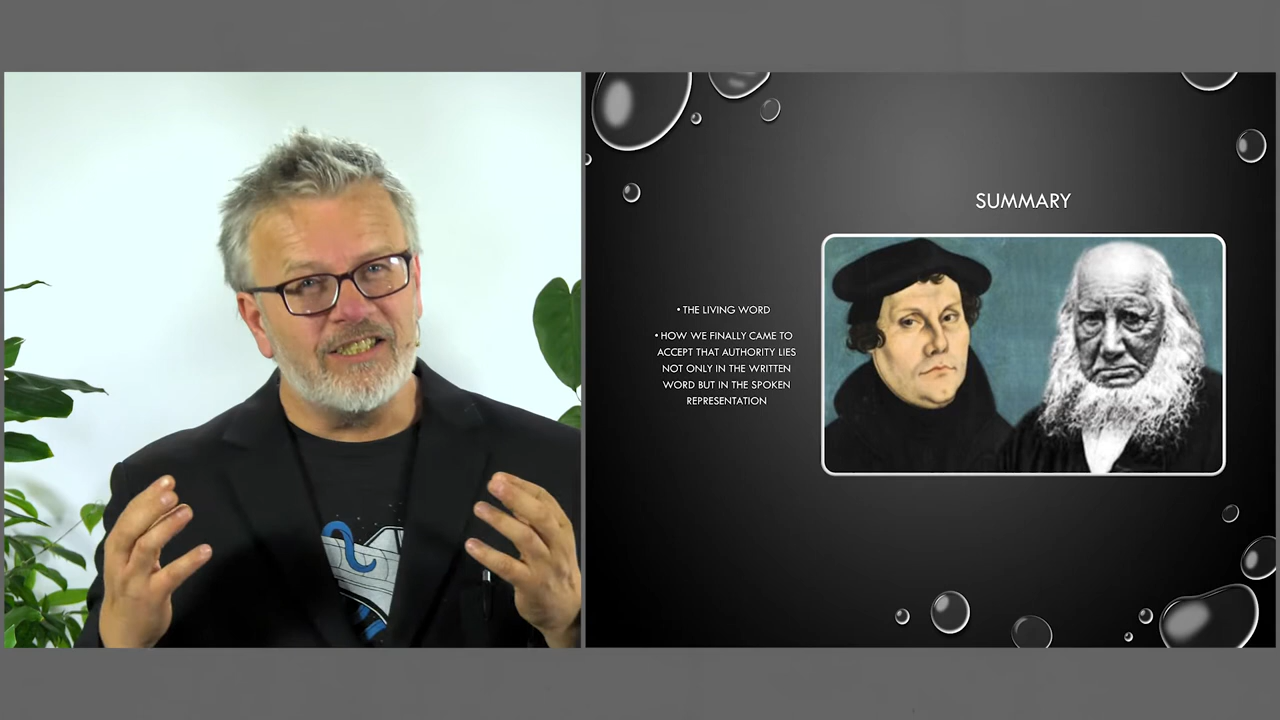 SUMMARY
• THE LIVING WORD
• HOW WE FINALLY CAME TO
ACCEPT THAT AUTHORITY LIES
NOT ONLY IN THE WRITTEN
WORD BUT IN THE SPOKEN
REPRESENTATION